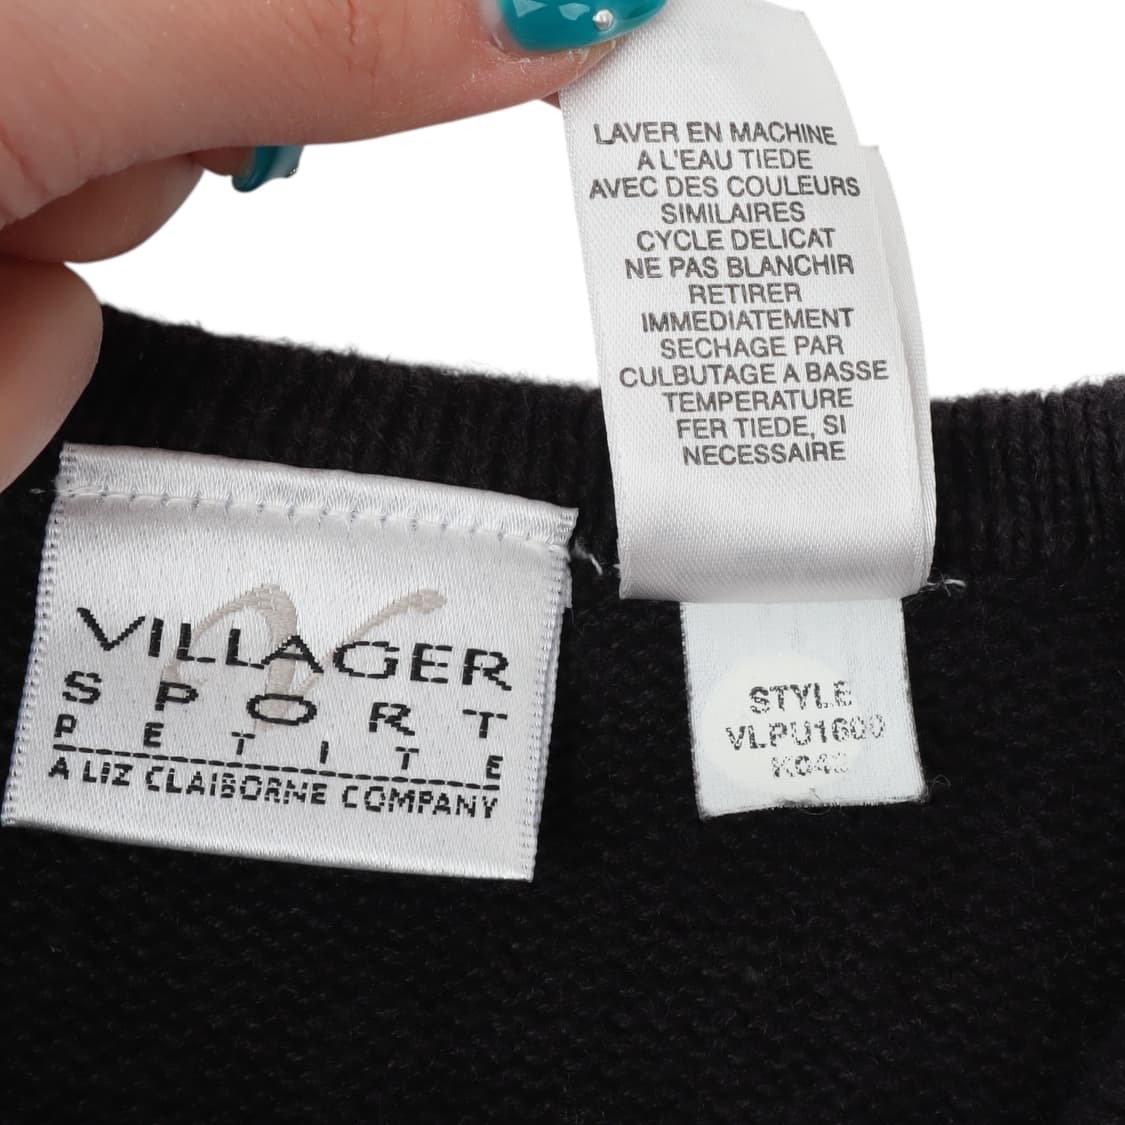 LAVER EN MACHINE
A L'EAU TIEDE
AVEC DES COULEURS
SIMILAIRES
CYCLE DELICAT
NE PAS BLANCHIR
RETIRER
IMMEDIATEMENT
SECHAGE PAR
CULBUTAGE A BASSE
TEMPERATURE
FER TIEDE, SI
NECESSAIRE
VILLAGER
SPORT
PETITE
A LIZ CLAIBORNE COMPANY
STYLE
VLPU1600